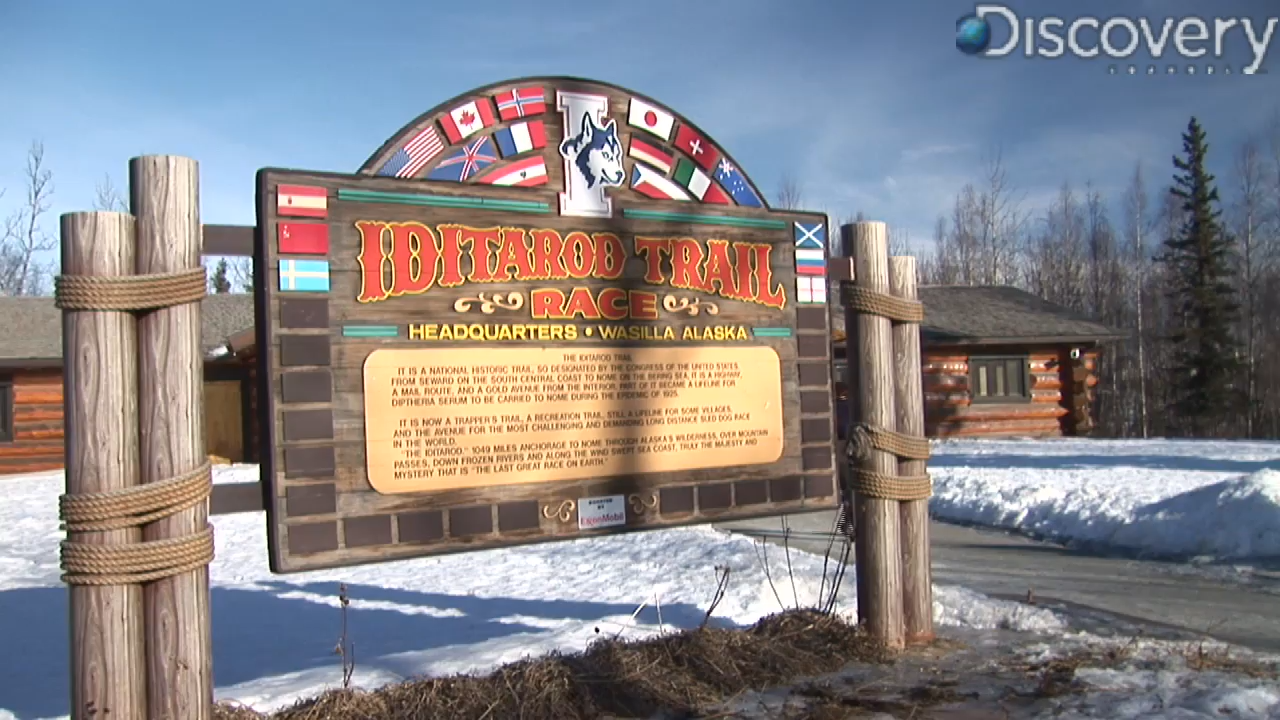 Discovery
CHANNEL
I
IDITAROD TRAIL
RACE
HEADQUARTERS • WASILLA ALASKA
THE IDITAROD TRAIL
IT IS A NATIONAL HISTORIC TRAIL, SO DESIGNATED BY THE CONGRESS OF THE UNITED STATES.
FROM SEWARD ON THE SOUTH CENTRAL COAST TO NOME ON THE BERING SEA, IT IS A HIGHWAY,
A MAIL ROUTE, AND A GOLD AVENUE FROM THE INTERIOR. PART OF IT BECAME A LIFELINE FOR
DIPTHERIA SERUM TO BE CARRIED TO NOME DURING THE EPIDEMIC OF 1925.
IT IS NOW A TRAPPER'S TRAIL, A RECREATION TRAIL, STILL A LIFELINE FOR SOME VILLAGES,
AND THE AVENUE FOR THE MOST CHALLENGING AND DEMANDING LONG DISTANCE SLED DOG RACE
IN THE WORLD.
"THE IDITAROD." 1049 MILES ANCHORAGE TO NOME THROUGH ALASKA'S WILDERNESS, OVER MOUNTAIN
PASSES, DOWN FROZEN RIVERS AND ALONG THE WIND SWEPT SEA COAST, TRULY THE MAJESTY AND
MYSTERY THAT IS "THE LAST GREAT RACE ON EARTH."
DONATED
BY
ExxonMobil